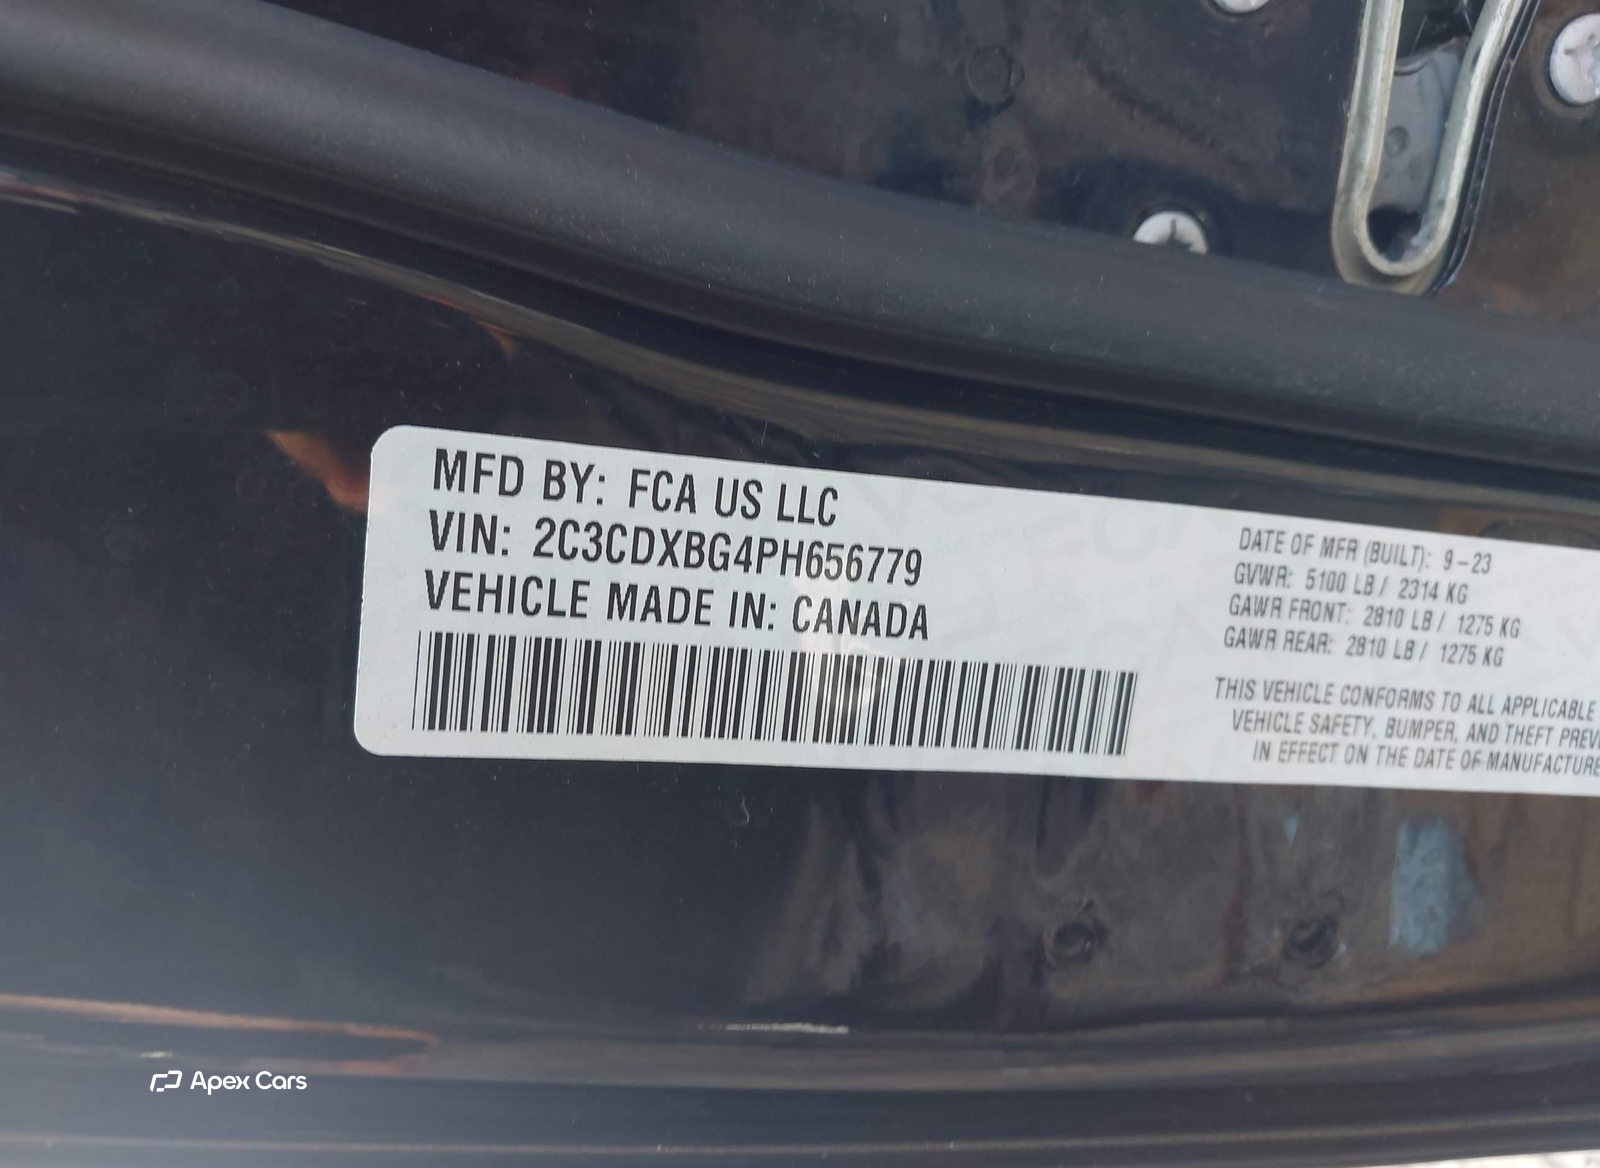 MFD BY: FCA US LLC
VIN: 2C3CDXBG4PH656779
VEHICLE MADE IN: CANADA
DATE OF MFR (BUILT): 9-23
GVWR: 5100 LB / 2314 KG
GAWR FRONT: 2810 LB / 1275 KG
GAWR REAR: 2810 LB / 1275 KG
THIS VEHICLE CONFORMS TO ALL APPLICABLE
VEHICLE SAFETY, BUMPER, AND THEFT PREV
IN EFFECT ON THE DATE OF MANUFACTURE
Apex Cars